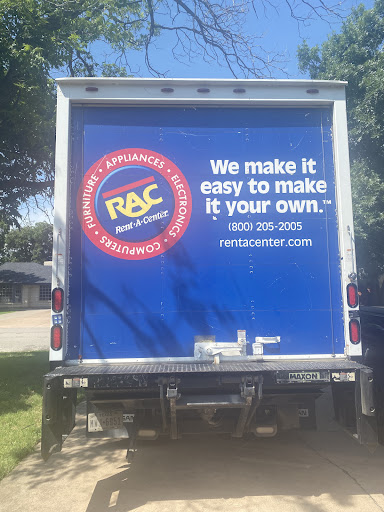 We make it
easy to make
it your own.™
(800) 205-2005
rentacenter.com
FURNITURE • APPLIANCES • ELECTRONICS • COMPUTERS •
RAC
Rent-A-Center
MAXON